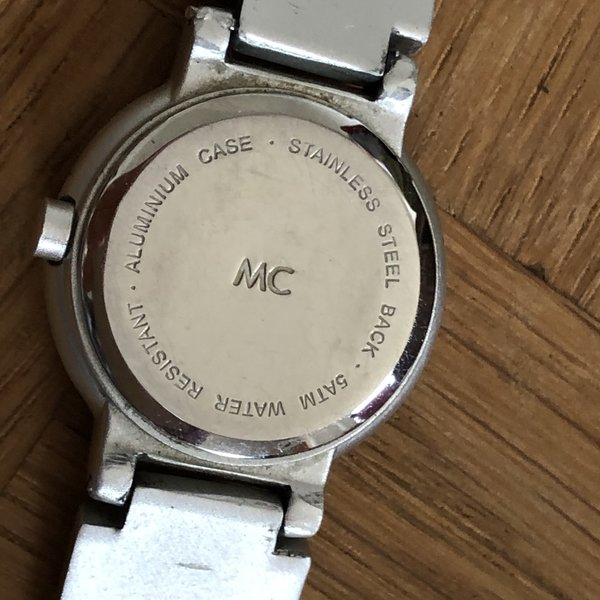 ALUMINIUM CASE · STAINLESS STEEL BACK · 5ATM WATER RESISTANT ·
MC